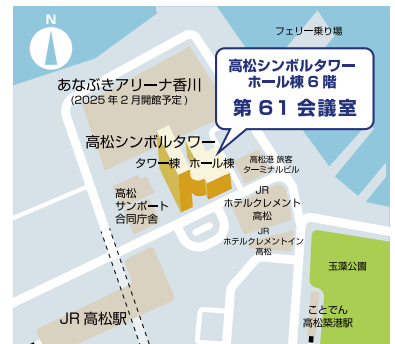 N
フェリー乗り場
高松シンボルタワー
ホール棟6階
第61会議室
あなぶきアリーナ香川
(2025年2月開館予定)
高松シンボルタワー
タワー棟 ホール棟
高松港 旅客
ターミナルビル
高松
サンポート
合同庁舎
JR
ホテルクレメント
高松
JR
ホテルクレメントイン
高松
玉藻公園
JR高松駅
ことでん
高松築港駅